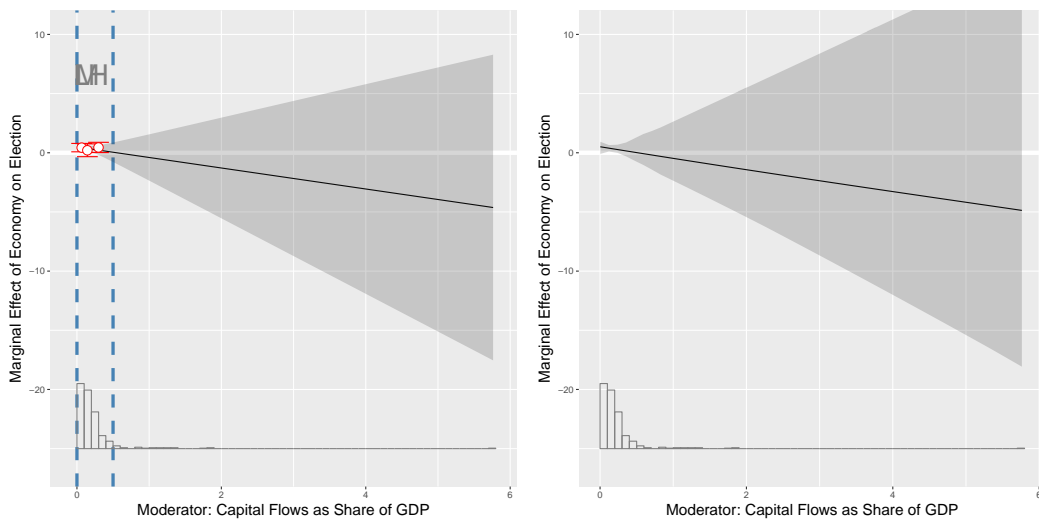 10
0
−10
−20
Marginal Effect of Economy on Election
L M H
0 2 4 6
Moderator: Capital Flows as Share of GDP
10
0
−10
−20
Marginal Effect of Economy on Election
0 2 4 6
Moderator: Capital Flows as Share of GDP